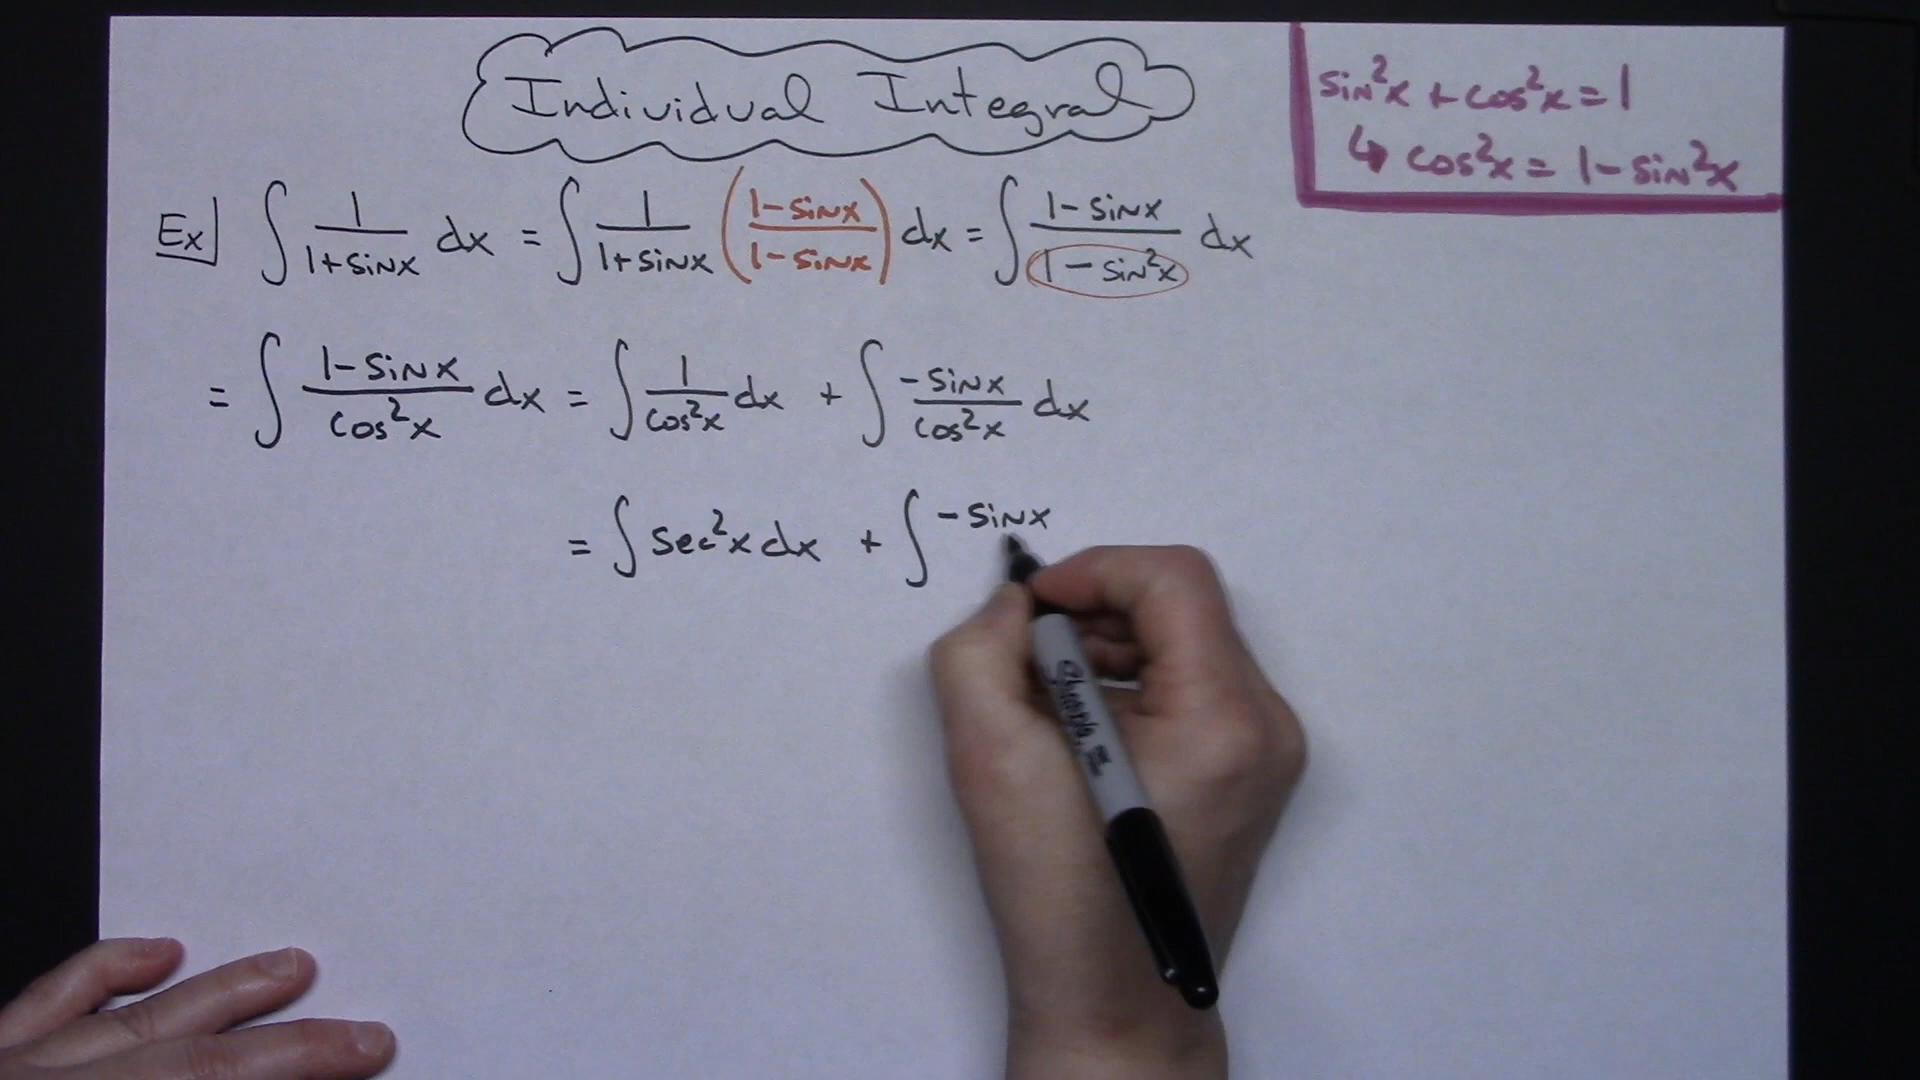 Individual Integral
sin²x + cos²x = 1
↳ cos²x = 1 - sin²x
Ex] ∫ 1/(1+sinx) dx = ∫ 1/(1+sinx) ((1-sinx)/(1-sinx)) dx = ∫ (1-sinx)/(1-sin²x) dx
= ∫ (1-sinx)/(cos²x) dx = ∫ 1/(cos²x) dx + ∫ (-sinx)/(cos²x) dx
= ∫ sec²x dx + ∫ -sinx
Sharpie